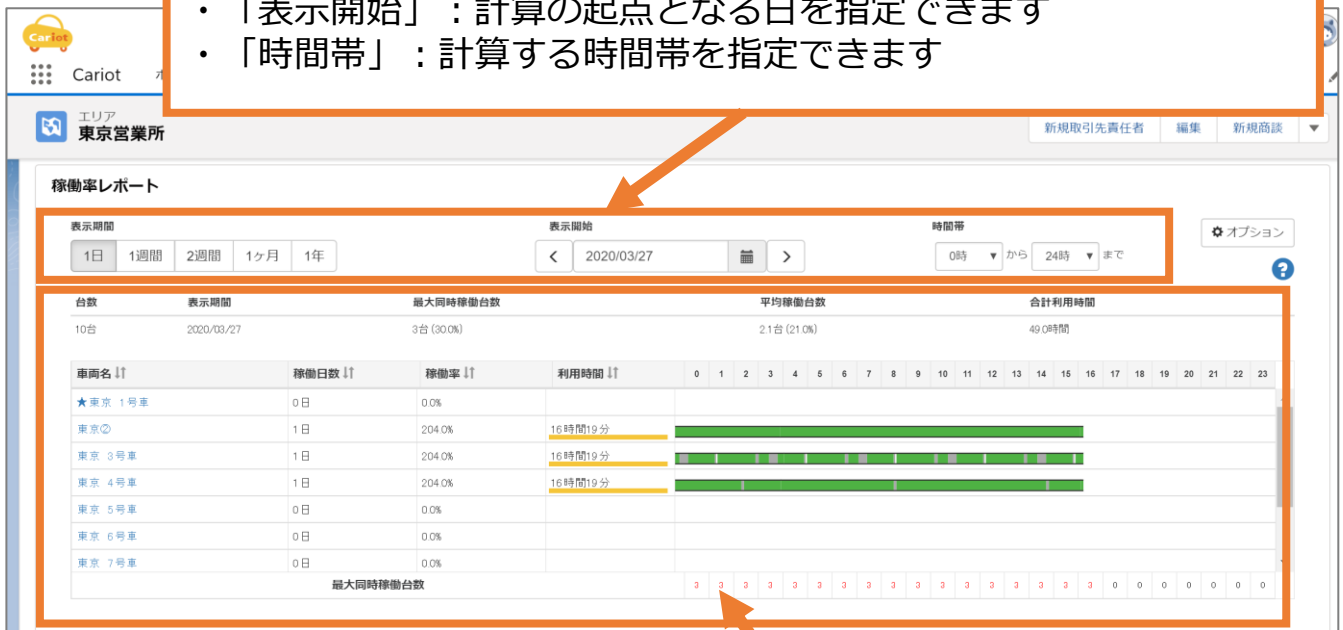 ・「表示開始」：計算の起点となる日を指定できます
・「時間帯」：計算する時間帯を指定できます
Cariot
Cariot
エリア
東京営業所
新規取引先責任者 編集 新規商談
稼働率レポート
表示期間 表示開始 時間帯
1日 1週間 2週間 1ヶ月 1年 2020/03/27 0時 から 24時 まで オプション
?
台数 表示期間 最大同時稼働台数 平均稼働台数 合計利用時間
10台 2020/03/27 3台(30.0%) 2.1台(21.0%) 49.0時間
車両名 稼働日数 稼働率 利用時間 0 1 2 3 4 5 6 7 8 9 10 11 12 13 14 15 16 17 18 19 20 21 22 23
★東京 1号車 0日 0.0%
東京② 1日 204.0% 16時間19分
東京 3号車 1日 204.0% 16時間19分
東京 4号車 1日 204.0% 16時間19分
東京 5号車 0日 0.0%
東京 6号車 0日 0.0%
東京 7号車 0日 0.0%
最大同時稼働台数 3 3 3 3 3 3 3 3 3 3 3 3 3 3 3 3 3 0 0 0 0 0 0 0